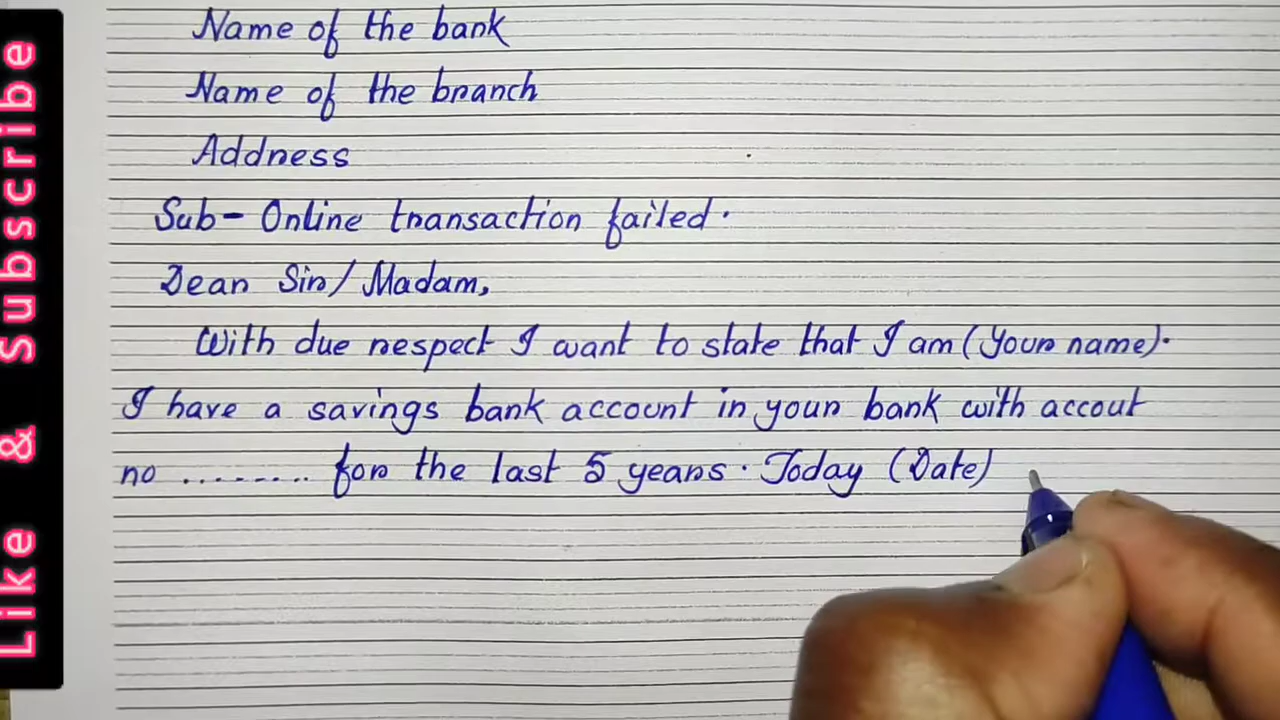 Name of the bank
Name of the branch
Address
Sub- Online transaction failed.
Dear Sir/Madam,
With due respect I want to state that I am (Your name).
I have a savings bank account in your bank with accout
no ........ for the last 5 years. Today (Date)
Like & Subscribe